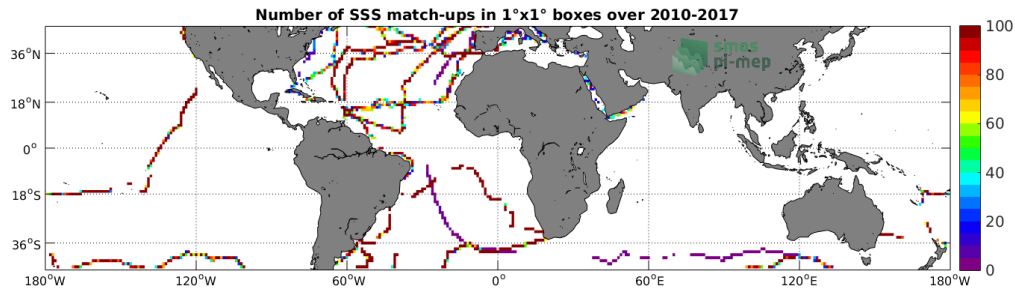 Number of SSS match-ups in 1°x1° boxes over 2010-2017
smos
pi-mep
36°N
18°N
0°
18°S
36°S
180°W 120°W 60°W 0° 60°E 120°E 180°W
100
80
60
40
20
0